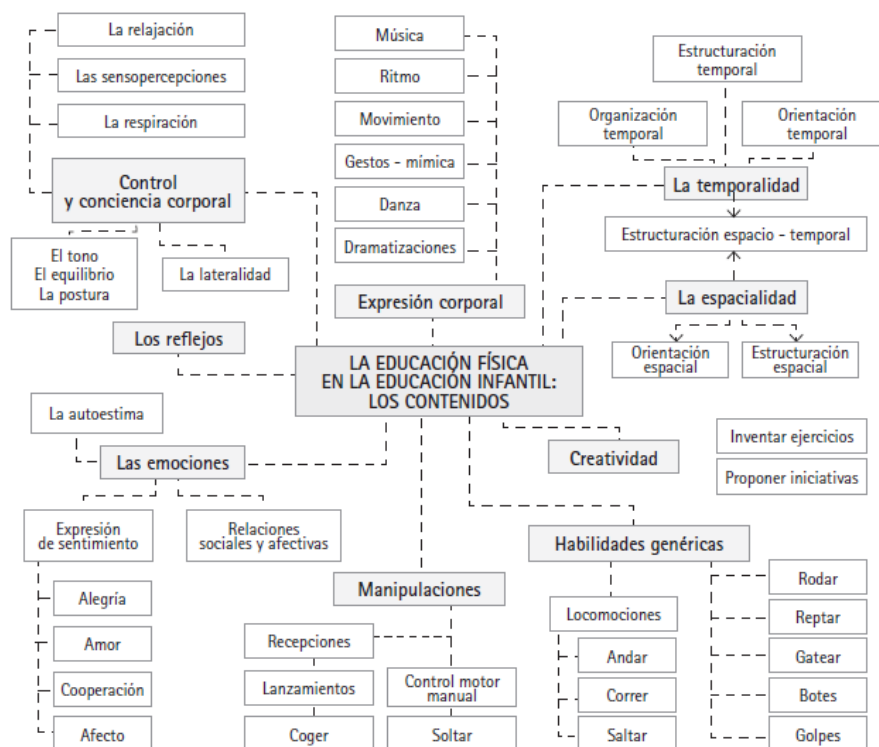 La relajación
Las sensopercepciones
La respiración
Control
y conciencia corporal
El tono
El equilibrio
La postura
La lateralidad
Los reflejos
Música
Ritmo
Movimiento
Gestos - mímica
Danza
Dramatizaciones
Expresión corporal
Estructuración
temporal
Organización
temporal
Orientación
temporal
La temporalidad
Estructuración espacio - temporal
La espacialidad
Orientación
espacial
Estructuración
espacial
LA EDUCACIÓN FÍSICA
EN LA EDUCACIÓN INFANTIL:
LOS CONTENIDOS
La autoestima
Las emociones
Expresión
de sentimiento
Relaciones
sociales y afectivas
Alegría
Amor
Cooperación
Afecto
Manipulaciones
Recepciones
Lanzamientos
Coger
Control motor
manual
Soltar
Creatividad
Inventar ejercicios
Proponer iniciativas
Habilidades genéricas
Locomociones
Andar
Correr
Saltar
Rodar
Reptar
Gatear
Botes
Golpes